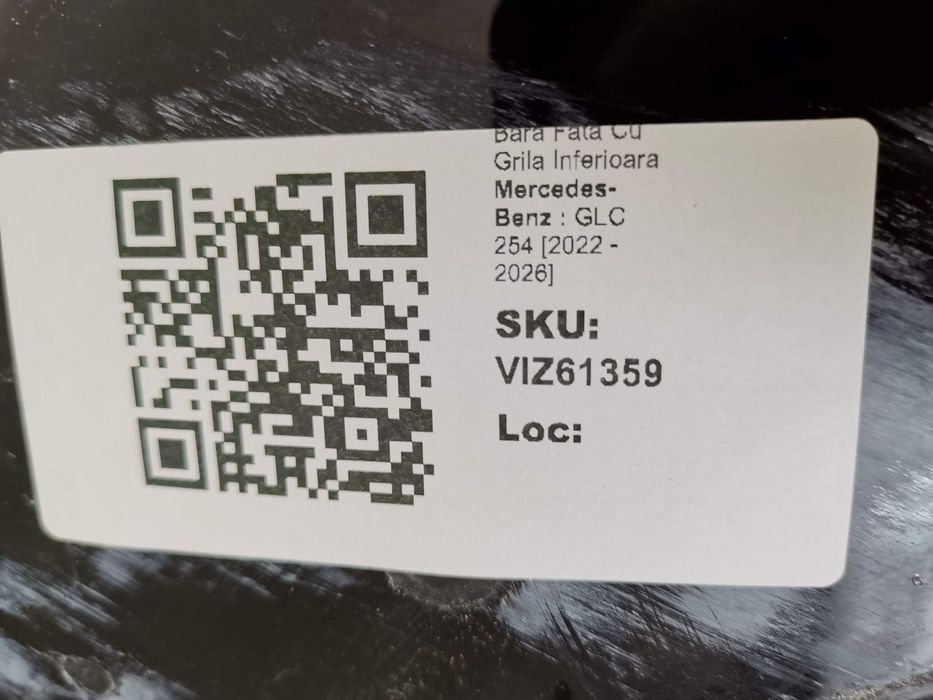 Bara Fata Cu
Grila Inferioara
Mercedes-
Benz : GLC
254 [2022 -
2026]
SKU:
VIZ61359
Loc: